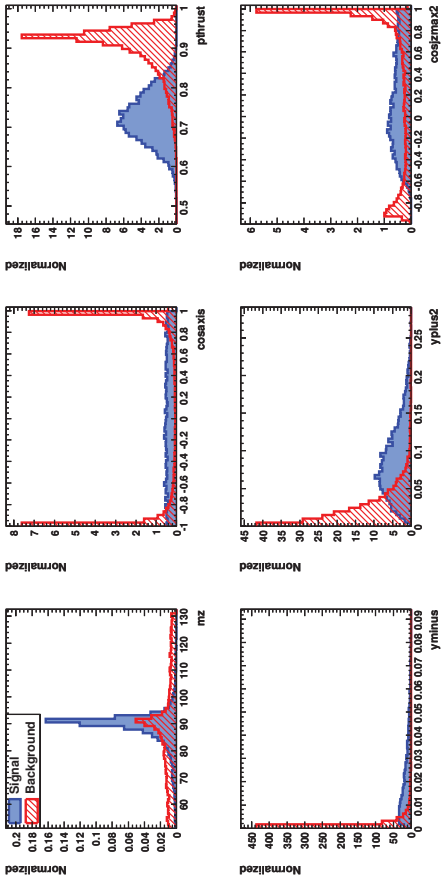 Normalized
0.2
0.18
0.16
0.14
0.12
0.1
0.08
0.06
0.04
0.02
0
Signal
Background
60 70 80 90 100 110 120 130
mz
Normalized
8
7
6
5
4
3
2
1
0
-1 -0.8 -0.6 -0.4 -0.2 0 0.2 0.4 0.6 0.8 1
cosaxis
Normalized
18
16
14
12
10
8
6
4
2
0
0.5 0.6 0.7 0.8 0.9 1
pthrust
Normalized
450
400
350
300
250
200
150
100
50
0
0 0.01 0.02 0.03 0.04 0.05 0.06 0.07 0.08 0.09
yminus
Normalized
45
40
35
30
25
20
15
10
5
0
0 0.05 0.1 0.15 0.2 0.25
yplus2
Normalized
6
5
4
3
2
1
0
-0.8 -0.6 -0.4 -0.2 0 0.2 0.4 0.6 0.8 1
cosjzmax2